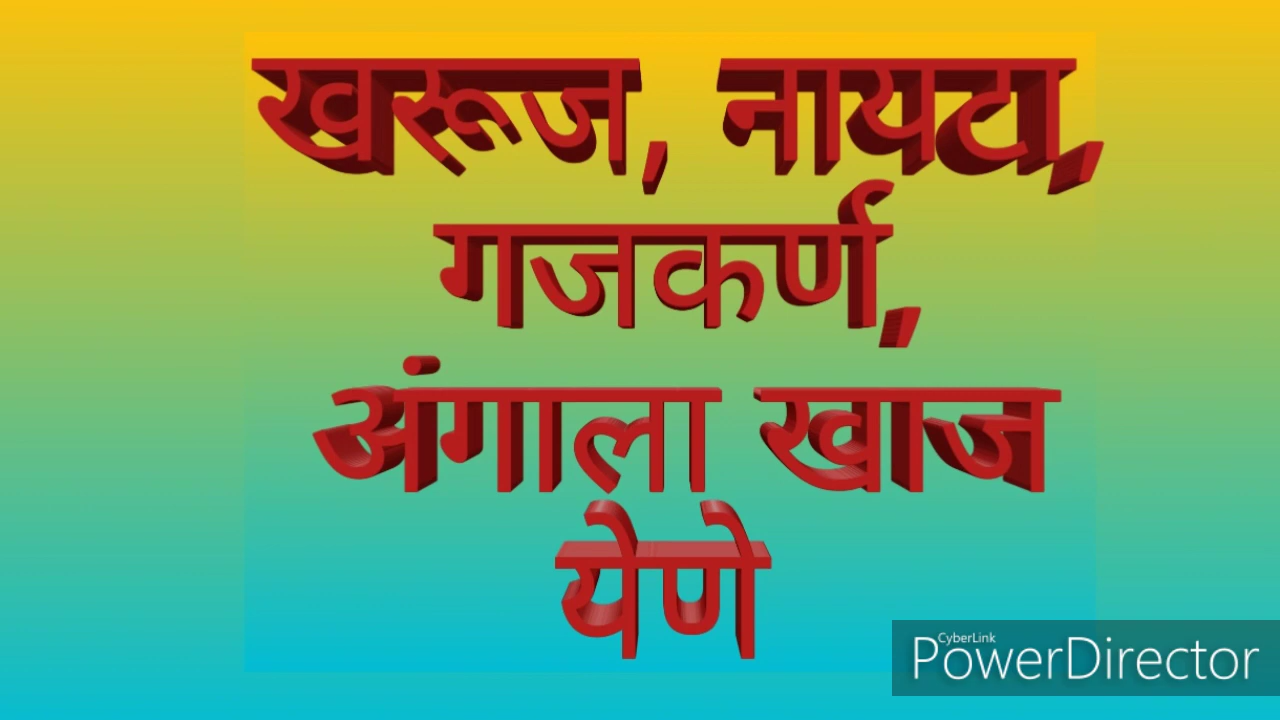 खरूज, नायटा,
गजकर्ण,
अंगाला खाज
येणे
CyberLink
PowerDirector